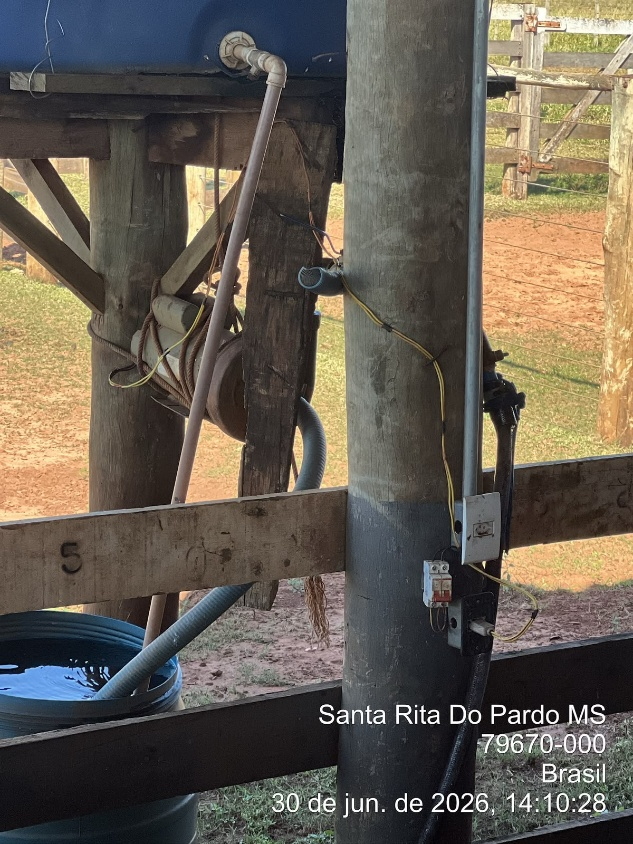 5
Santa Rita Do Pardo MS
79670-000
Brasil
30 de jun. de 2026, 14:10:28